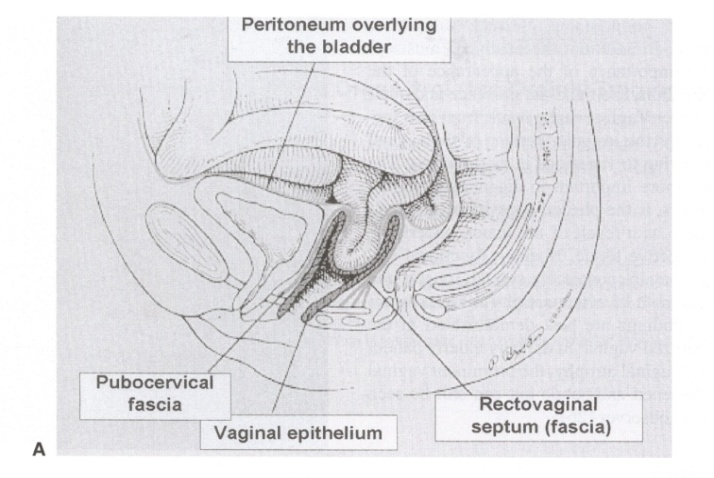 Peritoneum overlying
the bladder
Pubocervical
fascia
Vaginal epithelium
Rectovaginal
septum (fascia)
A